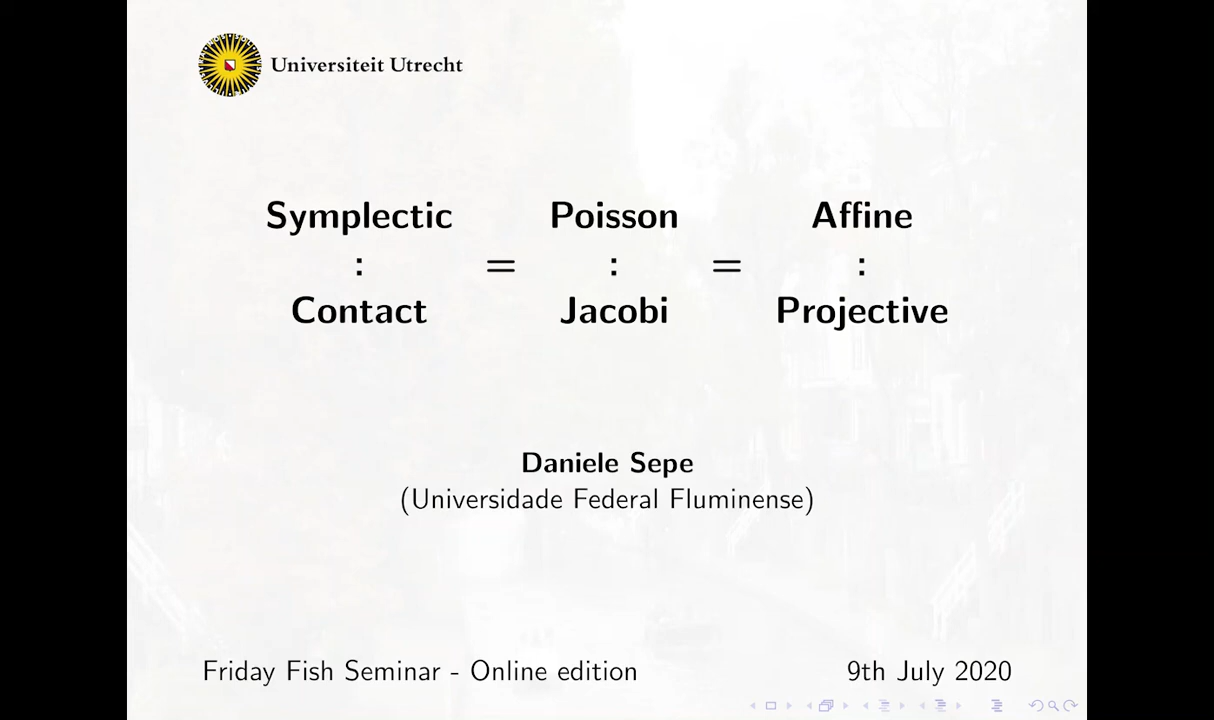 Universiteit Utrecht
Symplectic Poisson Affine
: = : = :
Contact Jacobi Projective
Daniele Sepe
(Universidade Federal Fluminense)
Friday Fish Seminar - Online edition 9th July 2020